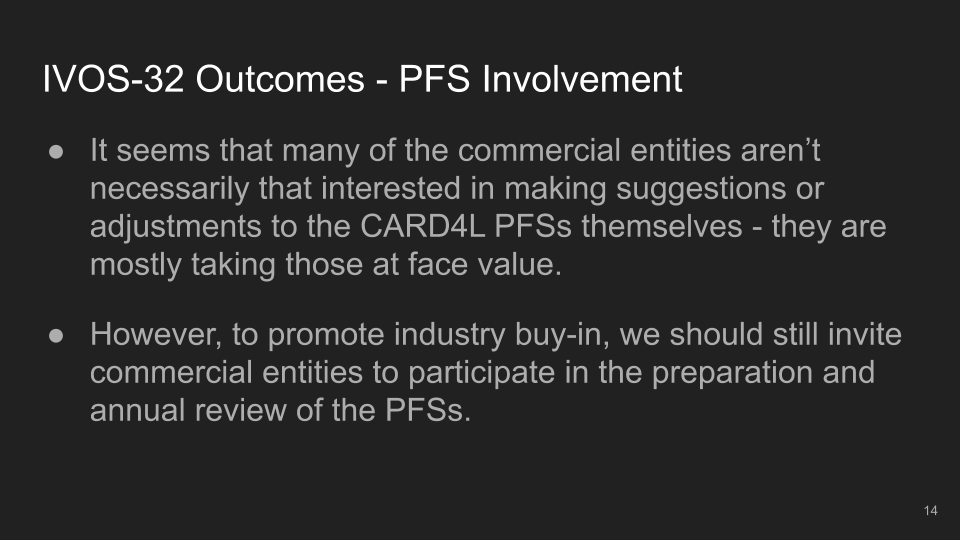 IVOS-32 Outcomes - PFS Involvement
● It seems that many of the commercial entities aren’t
necessarily that interested in making suggestions or
adjustments to the CARD4L PFSs themselves - they are
mostly taking those at face value.
● However, to promote industry buy-in, we should still invite
commercial entities to participate in the preparation and
annual review of the PFSs.
14